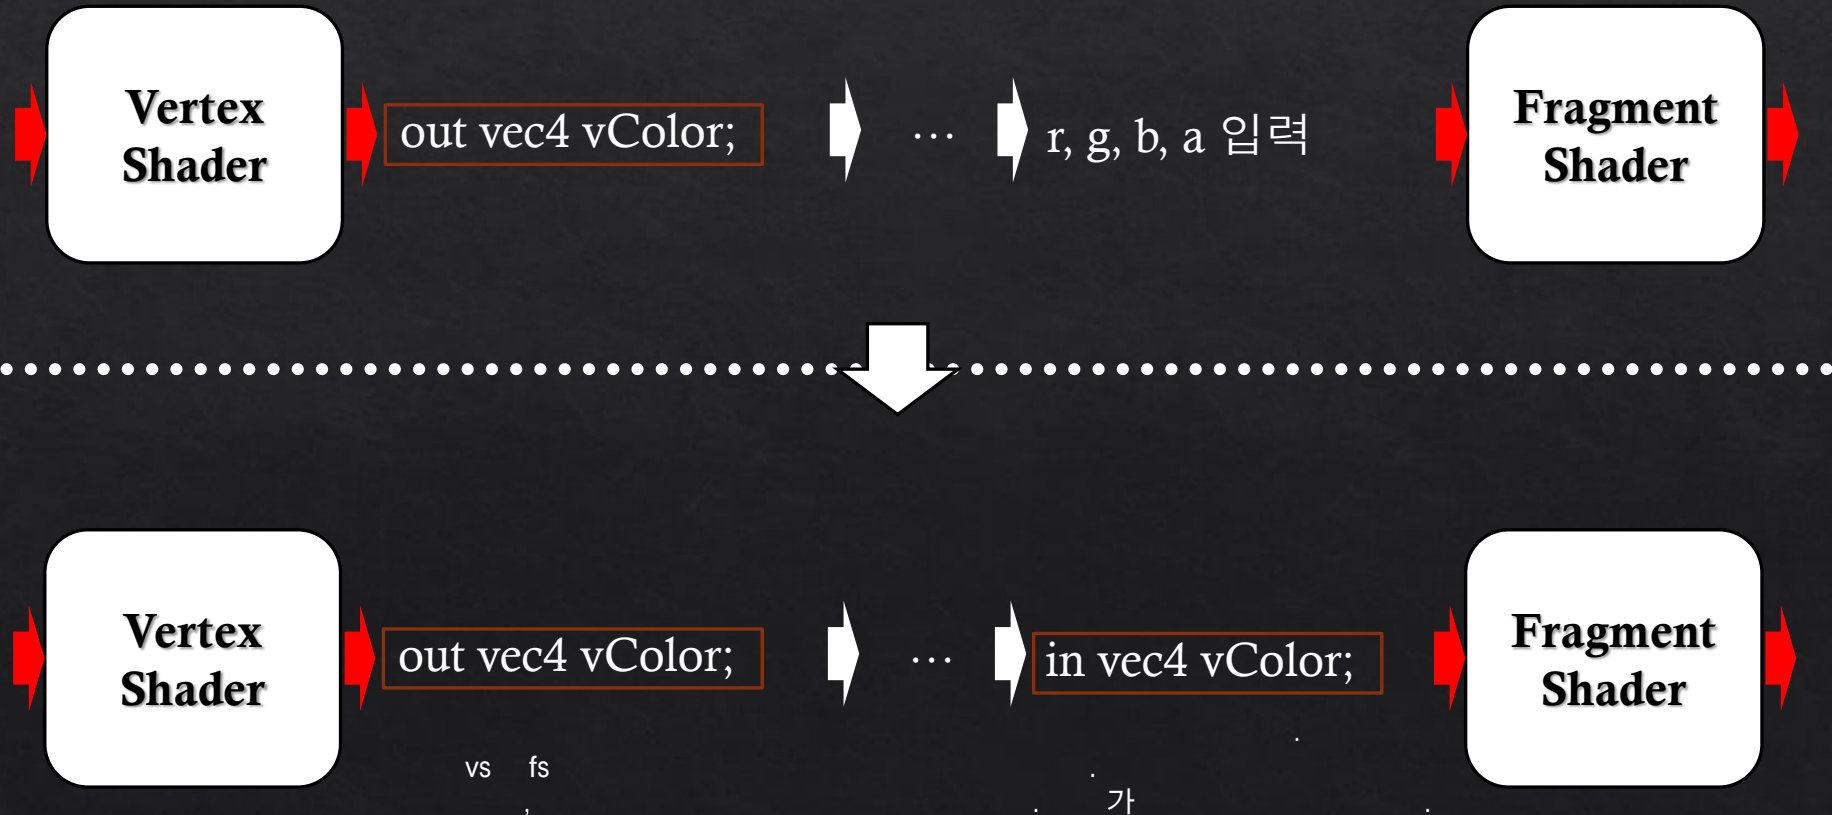 Vertex
Shader
out vec4 vColor;
...
r, g, b, a 입력
Fragment
Shader
Vertex
Shader
out vec4 vColor;
...
in vec4 vColor;
Fragment
Shader
.
vs fs
.
, . 가 .